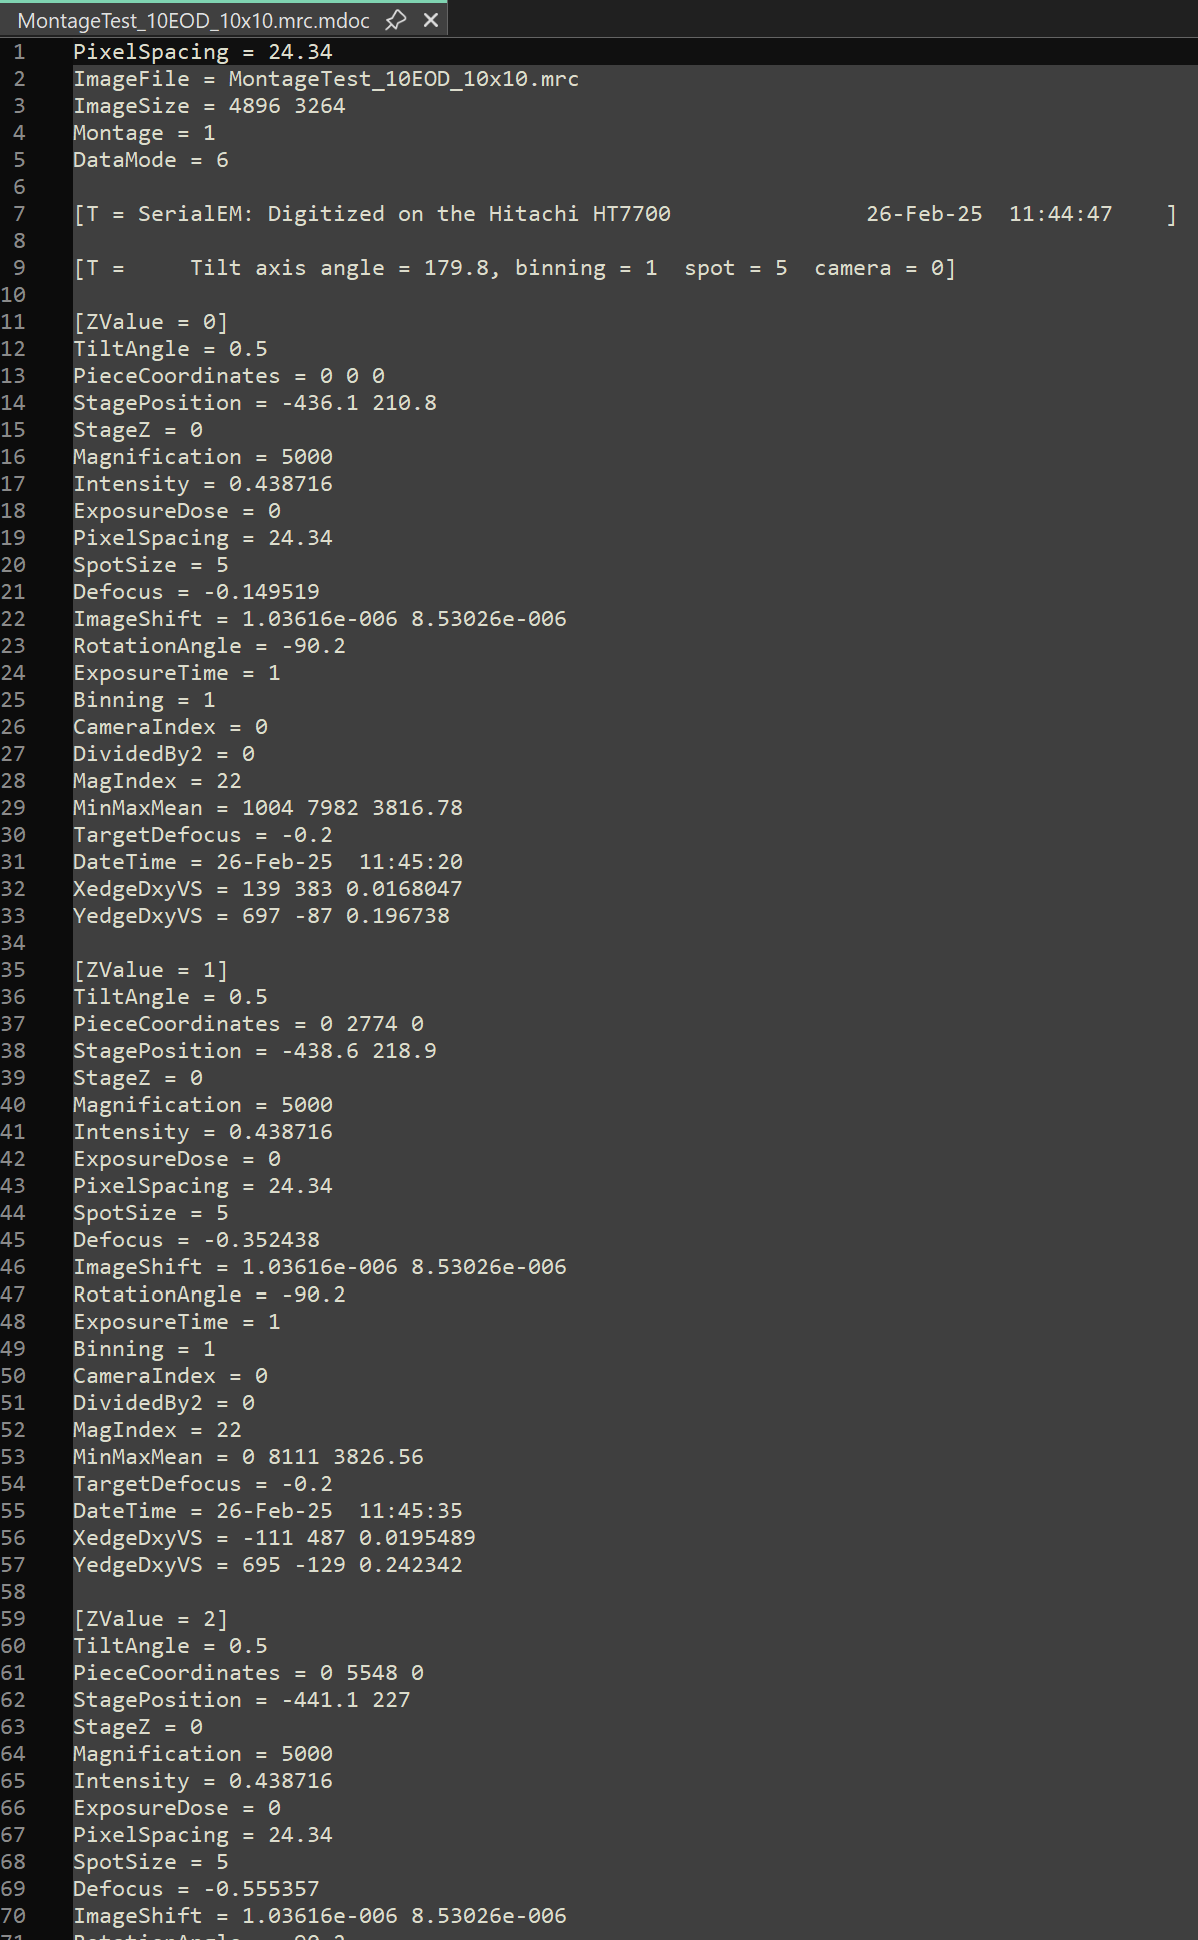 MontageTest_10EOD_10x10.mrc.mdoc
1 PixelSpacing = 24.34
2 ImageFile = MontageTest_10EOD_10x10.mrc
3 ImageSize = 4896 3264
4 Montage = 1
5 DataMode = 6
6
7 [T = SerialEM: Digitized on the Hitachi HT7700               26-Feb-25  11:44:47    ]
8
9 [T =     Tilt axis angle = 179.8, binning = 1  spot = 5  camera = 0]
10
11 [ZValue = 0]
12 TiltAngle = 0.5
13 PieceCoordinates = 0 0 0
14 StagePosition = -436.1 210.8
15 StageZ = 0
16 Magnification = 5000
17 Intensity = 0.438716
18 ExposureDose = 0
19 PixelSpacing = 24.34
20 SpotSize = 5
21 Defocus = -0.149519
22 ImageShift = 1.03616e-006 8.53026e-006
23 RotationAngle = -90.2
24 ExposureTime = 1
25 Binning = 1
26 CameraIndex = 0
27 DividedBy2 = 0
28 MagIndex = 22
29 MinMaxMean = 1004 7982 3816.78
30 TargetDefocus = -0.2
31 DateTime = 26-Feb-25  11:45:20
32 XedgeDxyVS = 139 383 0.0168047
33 YedgeDxyVS = 697 -87 0.196738
34
35 [ZValue = 1]
36 TiltAngle = 0.5
37 PieceCoordinates = 0 2774 0
38 StagePosition = -438.6 218.9
39 StageZ = 0
40 Magnification = 5000
41 Intensity = 0.438716
42 ExposureDose = 0
43 PixelSpacing = 24.34
44 SpotSize = 5
45 Defocus = -0.352438
46 ImageShift = 1.03616e-006 8.53026e-006
47 RotationAngle = -90.2
48 ExposureTime = 1
49 Binning = 1
50 CameraIndex = 0
51 DividedBy2 = 0
52 MagIndex = 22
53 MinMaxMean = 0 8111 3826.56
54 TargetDefocus = -0.2
55 DateTime = 26-Feb-25  11:45:35
56 XedgeDxyVS = -111 487 0.0195489
57 YedgeDxyVS = 695 -129 0.242342
58
59 [ZValue = 2]
60 TiltAngle = 0.5
61 PieceCoordinates = 0 5548 0
62 StagePosition = -441.1 227
63 StageZ = 0
64 Magnification = 5000
65 Intensity = 0.438716
66 ExposureDose = 0
67 PixelSpacing = 24.34
68 SpotSize = 5
69 Defocus = -0.555357
70 ImageShift = 1.03616e-006 8.53026e-006
71 RotationAngle = -90.2